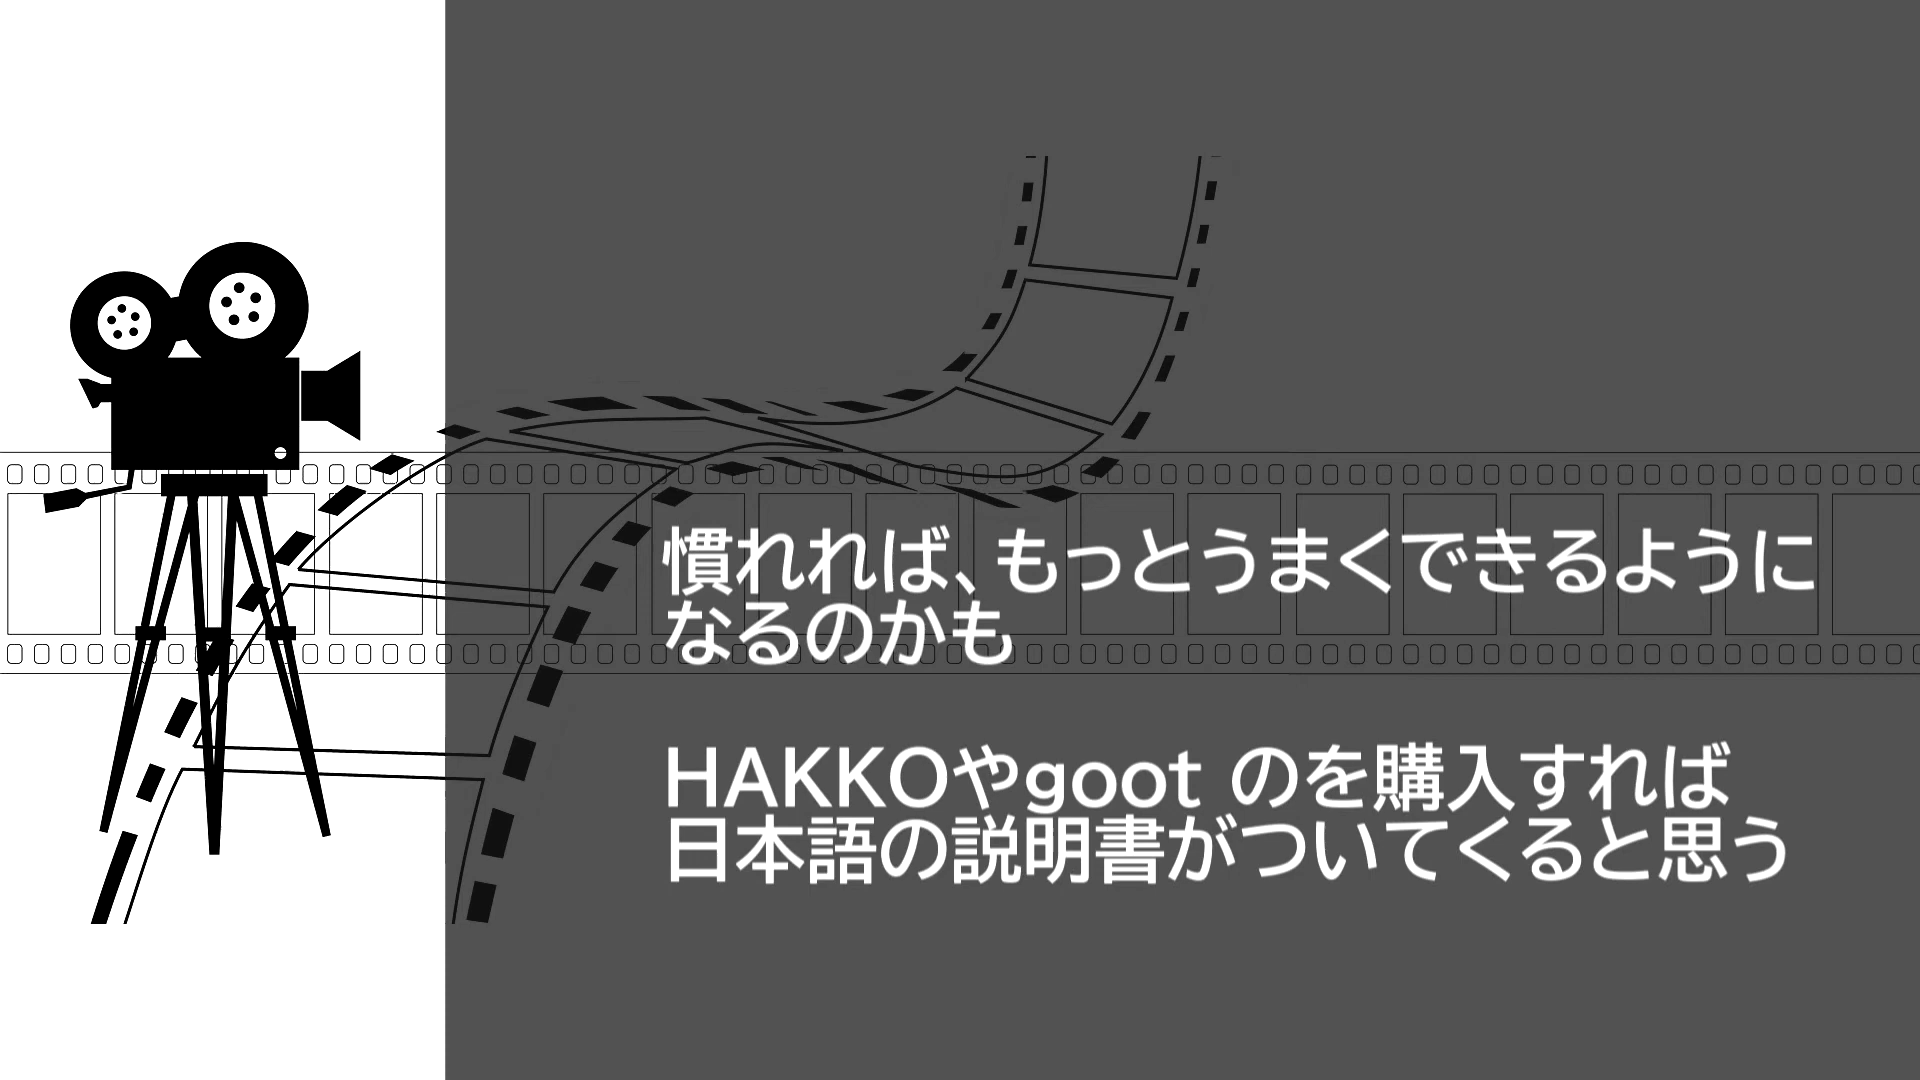 慣れれば、もっとうまくできるように
なるのかも
HAKKOやgoot のを購入すれば
日本語の説明書がついてくると思う